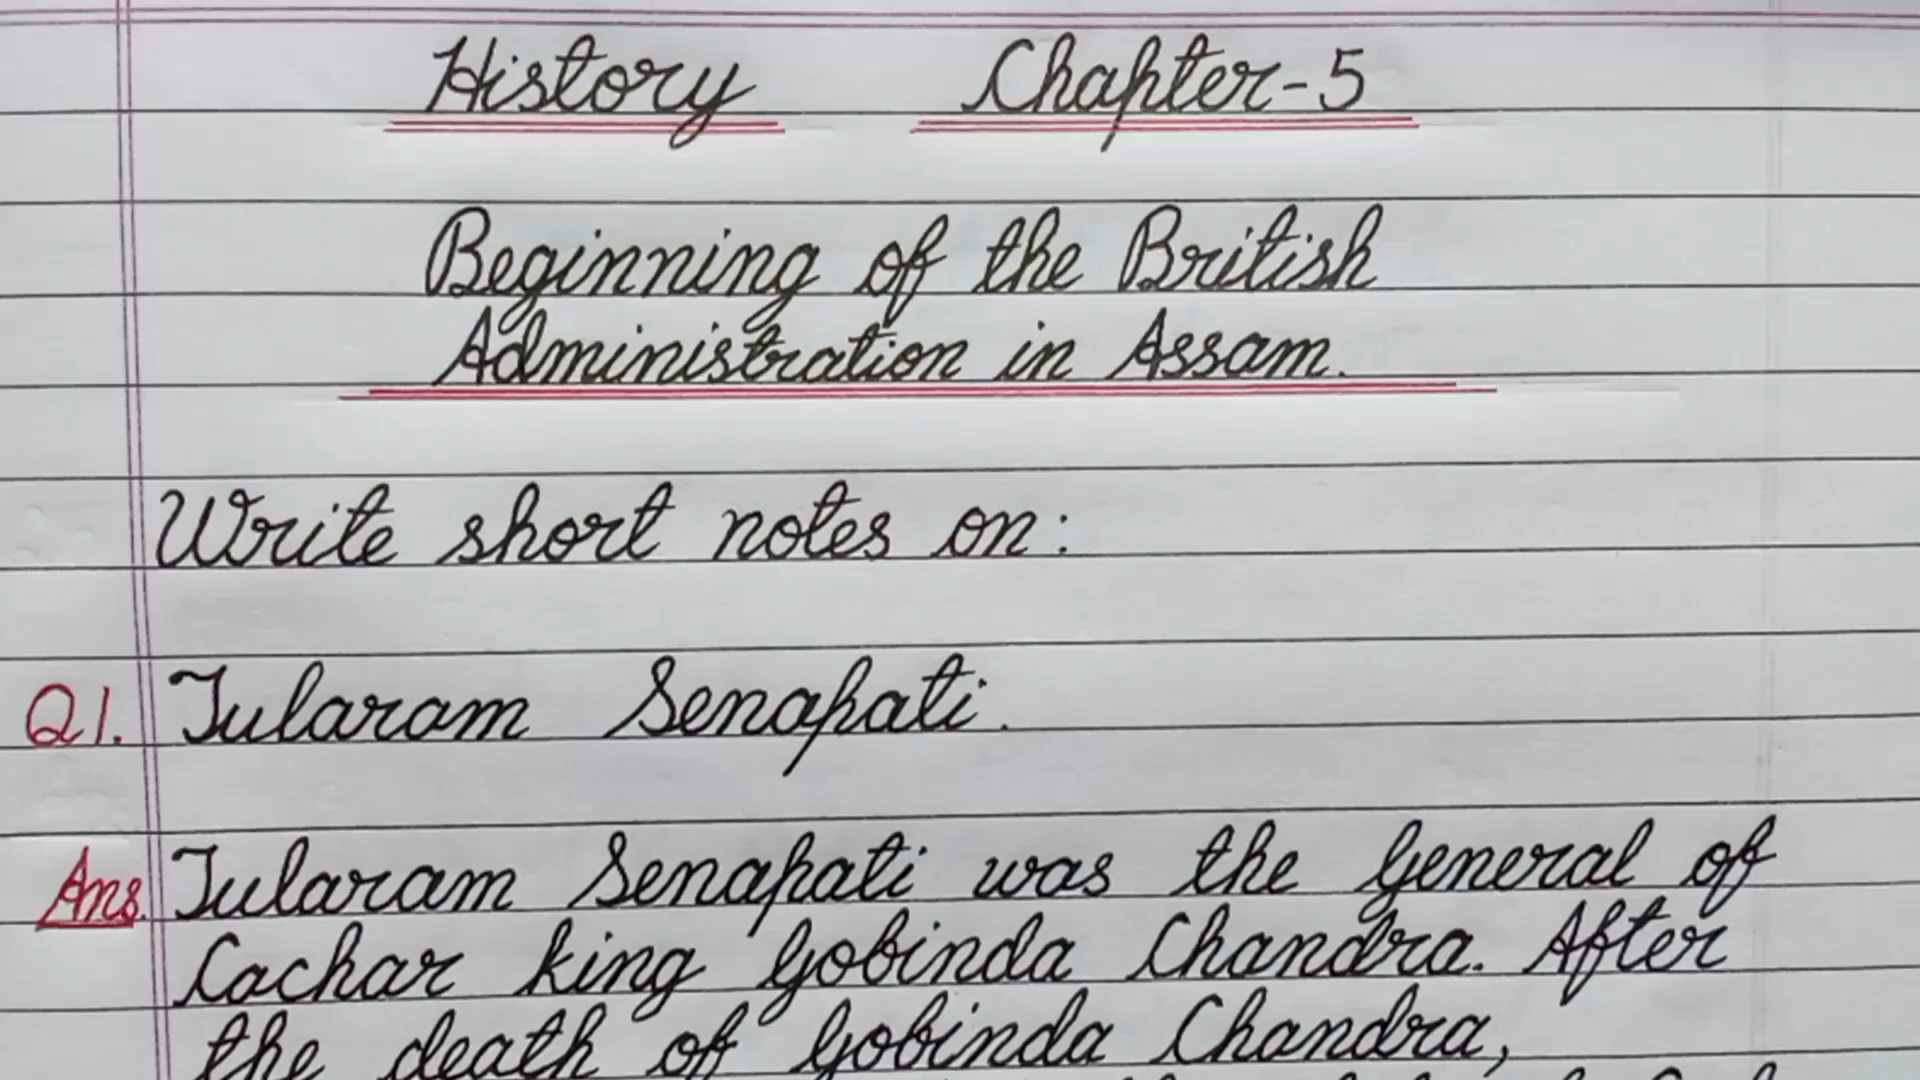 History Chapter-5
Beginning of the British
Administration in Assam.
Write short notes on:
Q1. Tularam Senapati.
Ans. Tularam Senapati was the General of
Cachar king Gobinda Chandra. After
the death of Gobinda Chandra,